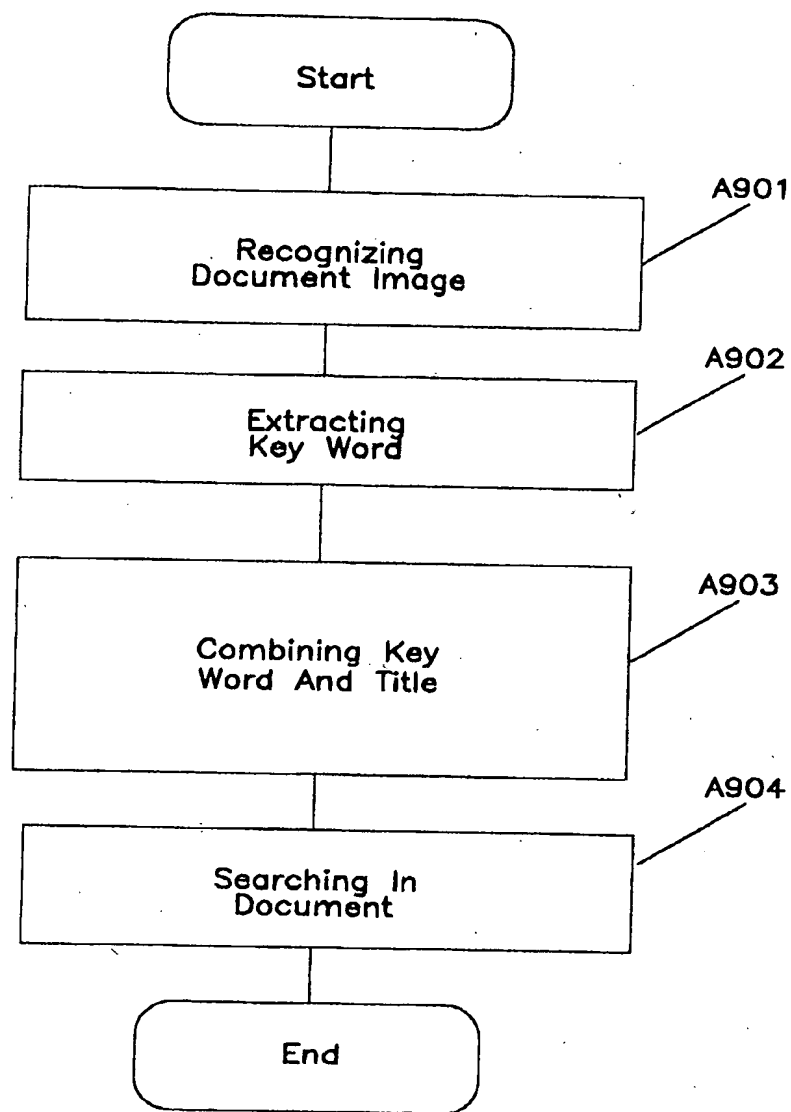 Start
A901
Recognizing
Document Image
A902
Extracting
Key Word
A903
Combining Key
Word And Title
A904
Searching In
Document
End